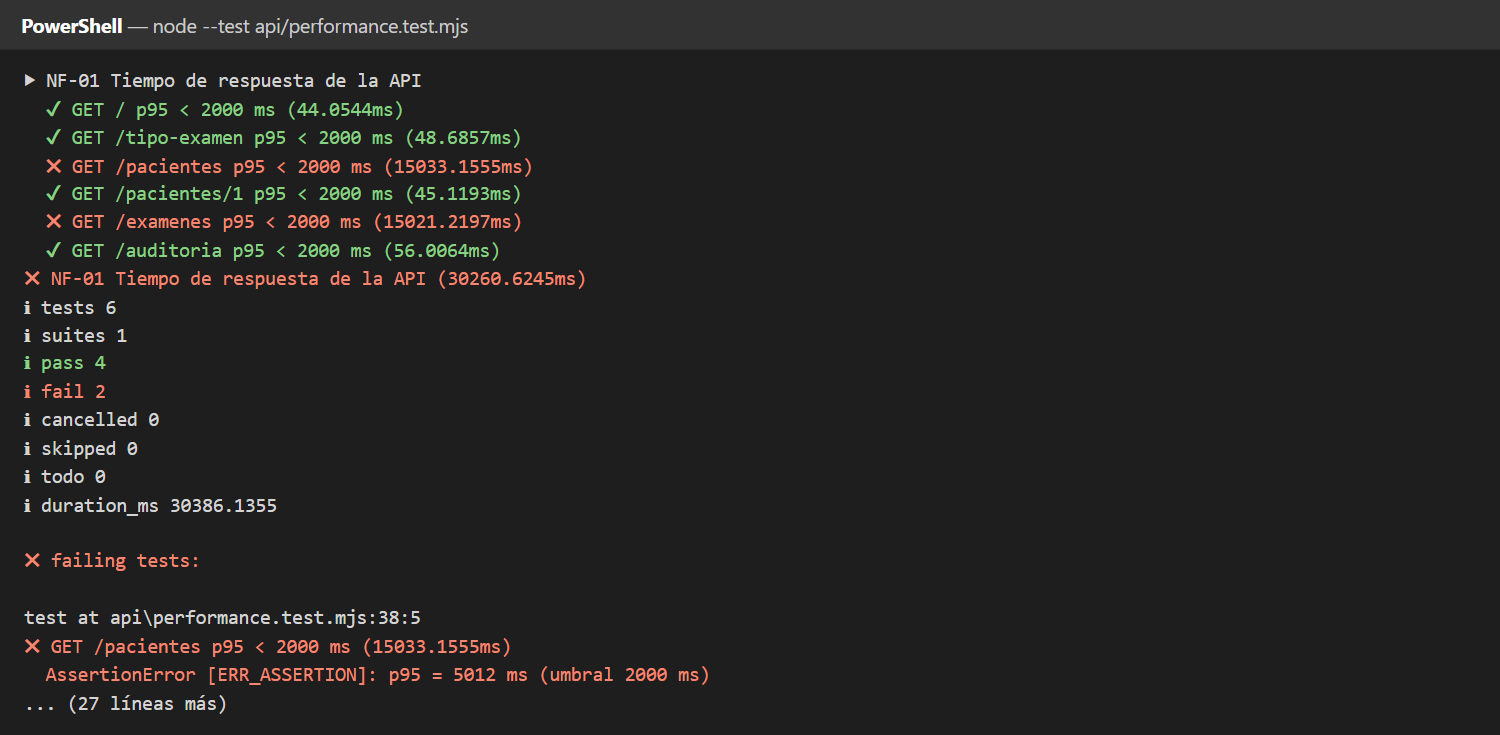 PowerShell — node --test api/performance.test.mjs
▶ NF-01 Tiempo de respuesta de la API
✓ GET / p95 < 2000 ms (44.0544ms)
✓ GET /tipo-examen p95 < 2000 ms (48.6857ms)
✕ GET /pacientes p95 < 2000 ms (15033.1555ms)
✓ GET /pacientes/1 p95 < 2000 ms (45.1193ms)
✕ GET /examenes p95 < 2000 ms (15021.2197ms)
✓ GET /auditoria p95 < 2000 ms (56.0064ms)
✕ NF-01 Tiempo de respuesta de la API (30260.6245ms)
ℹ tests 6
ℹ suites 1
ℹ pass 4
ℹ fail 2
ℹ cancelled 0
ℹ skipped 0
ℹ todo 0
ℹ duration_ms 30386.1355
✕ failing tests:
test at api\performance.test.mjs:38:5
✕ GET /pacientes p95 < 2000 ms (15033.1555ms)
AssertionError [ERR_ASSERTION]: p95 = 5012 ms (umbral 2000 ms)
... (27 líneas más)